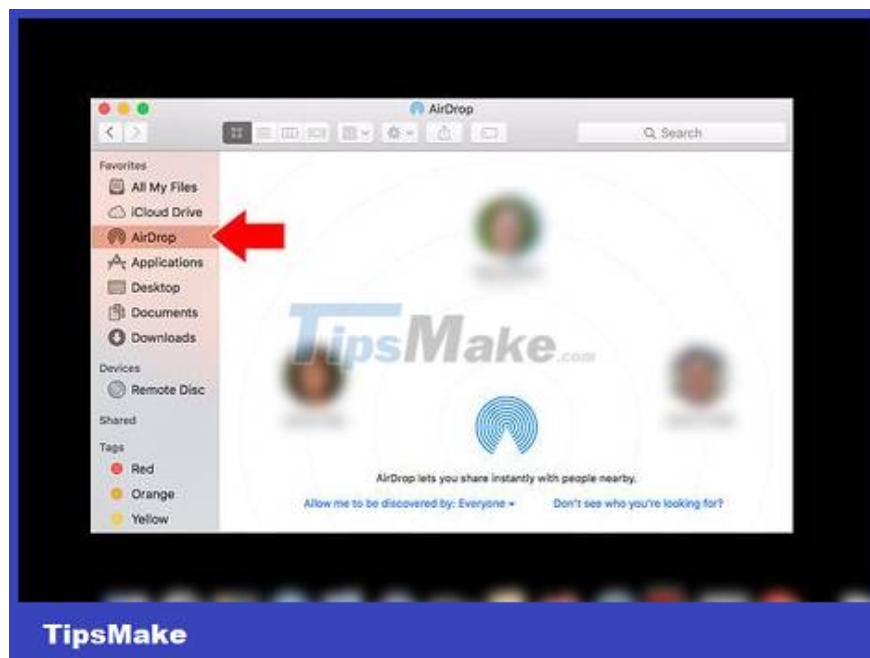 AirDrop
Search
Favorites
All My Files
iCloud Drive
AirDrop
Applications
Desktop
Documents
Downloads
Devices
Remote Disc
Shared
Tags
Red
Orange
Yellow
TipsMake.com
AirDrop lets you share instantly with people nearby.
Allow me to be discovered by: Everyone
Don't see who you're looking for?
TipsMake